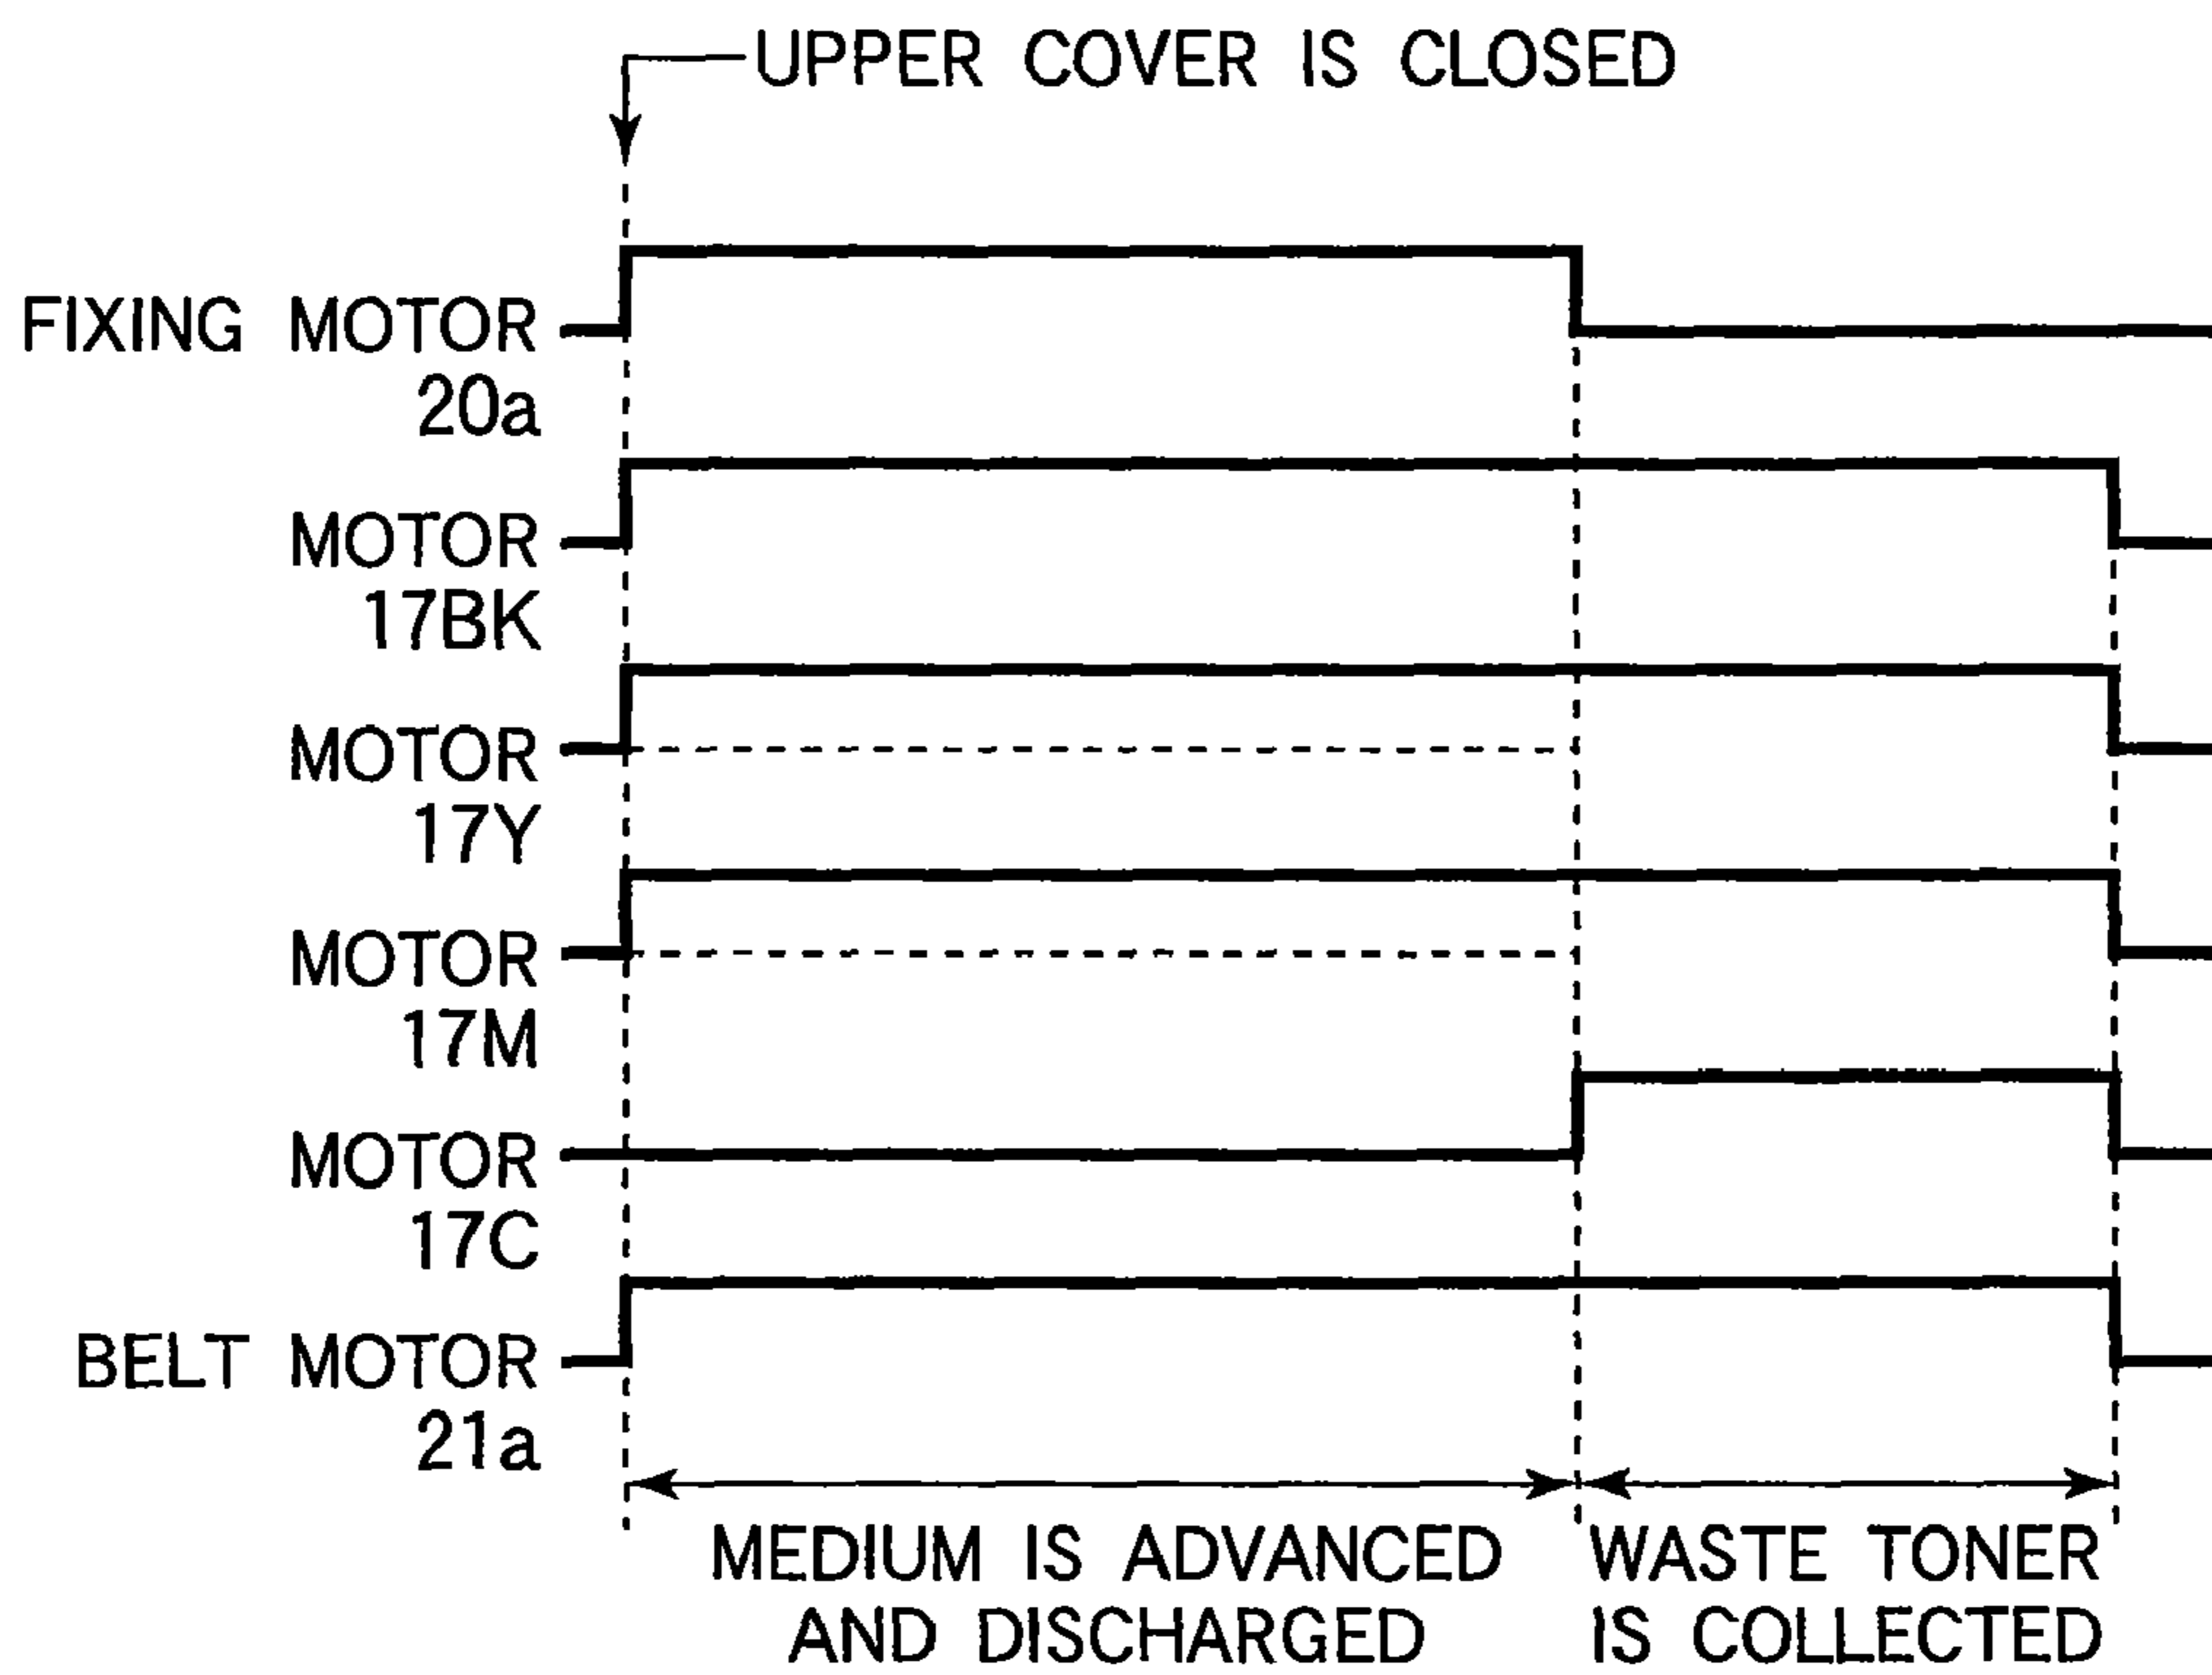 UPPER COVER IS CLOSED
FIXING MOTOR
20a
MOTOR
17BK
MOTOR
17Y
MOTOR
17M
MOTOR
17C
BELT MOTOR
21a
MEDIUM IS ADVANCED
AND DISCHARGED
WASTE TONER
IS COLLECTED